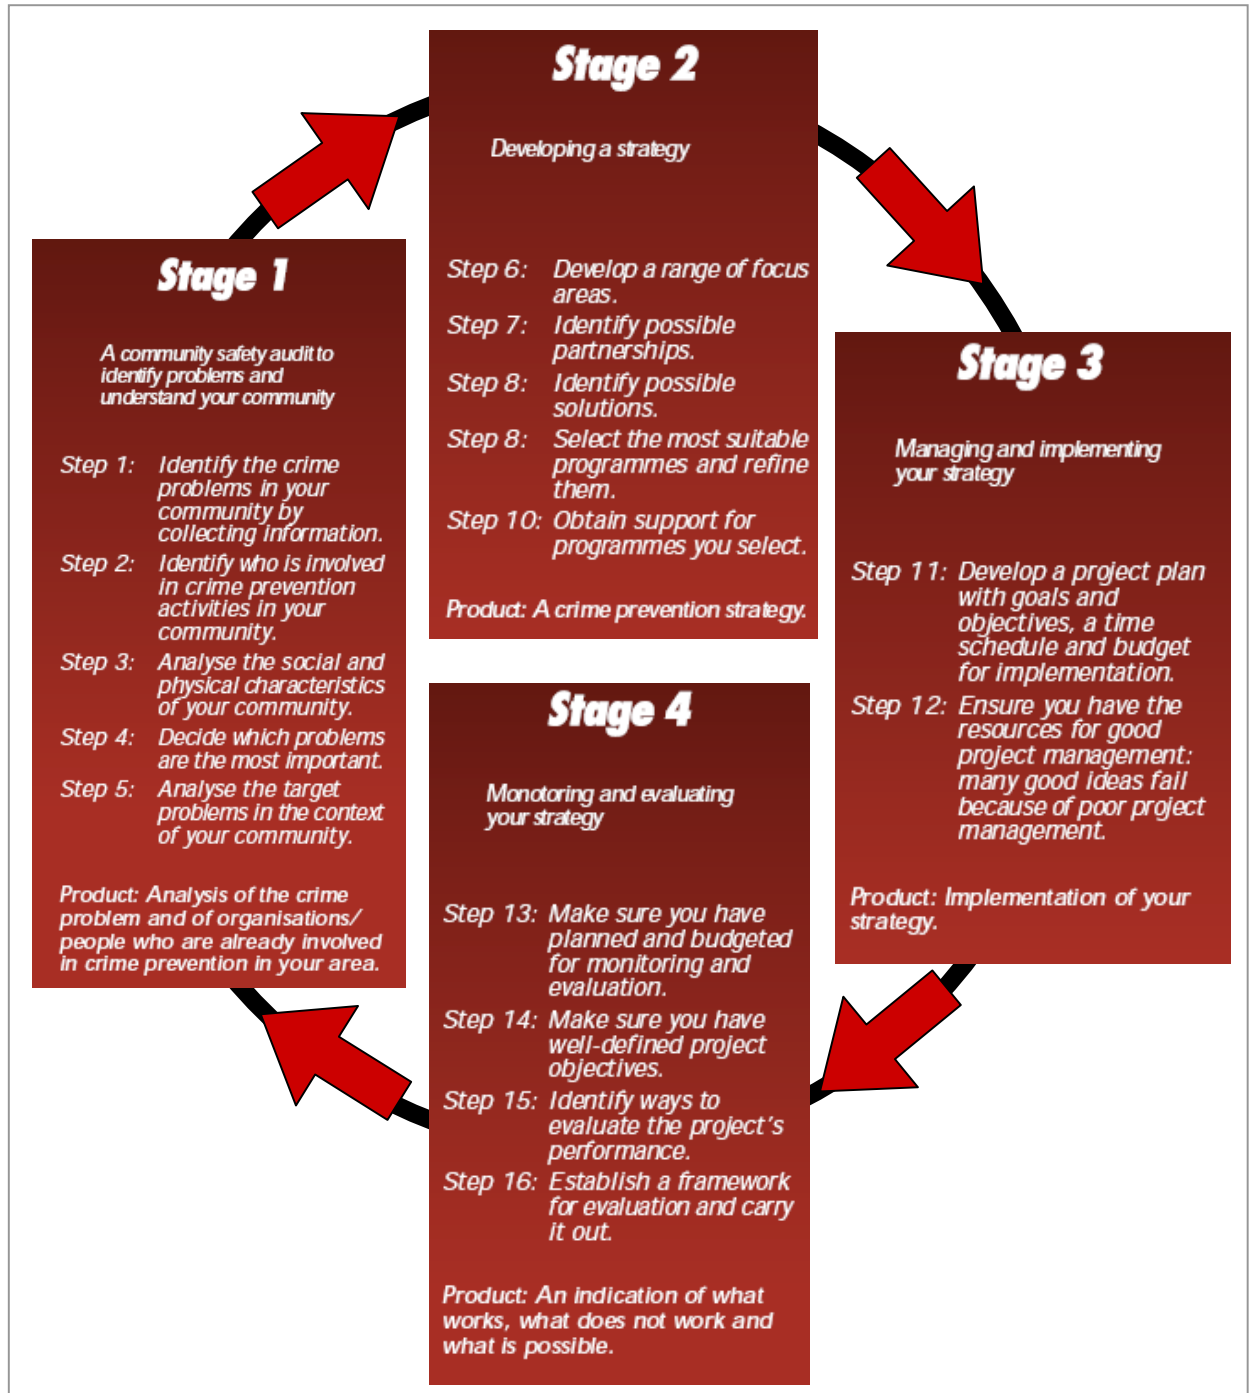 Stage 1
A community safety audit to
identify problems and
understand your community
Step 1: Identify the crime
problems in your
community by
collecting information.
Step 2: Identify who is involved
in crime prevention
activities in your
community.
Step 3: Analyse the social and
physical characteristics
of your community.
Step 4: Decide which problems
are the most important.
Step 5: Analyse the target
problems in the context
of your community.
Product: Analysis of the crime
problem and of organisations/
people who are already involved
in crime prevention in your area.
Stage 2
Developing a strategy
Step 6: Develop a range of focus
areas.
Step 7: Identify possible
partnerships.
Step 8: Identify possible
solutions.
Step 8: Select the most suitable
programmes and refine
them.
Step 10: Obtain support for
programmes you select.
Product: A crime prevention strategy.
Stage 3
Managing and implementing
your strategy
Step 11: Develop a project plan
with goals and
objectives, a time
schedule and budget
for implementation.
Step 12: Ensure you have the
resources for good
project management:
many good ideas fail
because of poor project
management.
Product: Implementation of your
strategy.
Stage 4
Monotoring and evaluating
your strategy
Step 13: Make sure you have
planned and budgeted
for monitoring and
evaluation.
Step 14: Make sure you have
well-defined project
objectives.
Step 15: Identify ways to
evaluate the project's
performance.
Step 16: Establish a framework
for evaluation and carry
it out.
Product: An indication of what
works, what does not work and
what is possible.